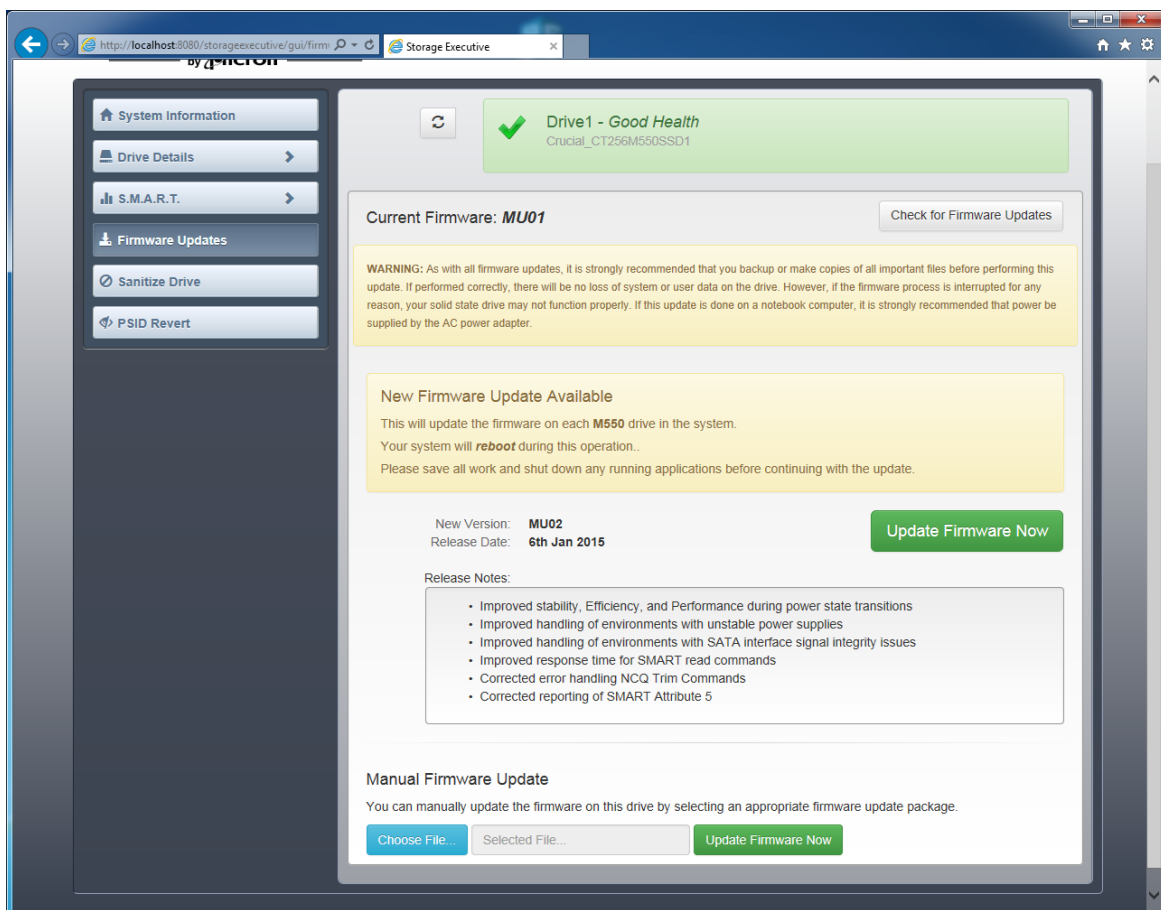 http://localhost:8080/storageexecutive/gui/firm
Storage Executive
by
System Information
Drive Details
S.M.A.R.T.
Firmware Updates
Sanitize Drive
PSID Revert
Drive1 - Good Health
Crucial_CT256M550SSD1
Current Firmware: MU01
Check for Firmware Updates
WARNING: As with all firmware updates, it is strongly recommended that you backup or make copies of all important files before performing this
update. If performed correctly, there will be no loss of system or user data on the drive. However, if the firmware process is interrupted for any
reason, your solid state drive may not function properly. If this update is done on a notebook computer, it is strongly recommended that power be
supplied by the AC power adapter.
New Firmware Update Available
This will update the firmware on each M550 drive in the system.
Your system will reboot during this operation..
Please save all work and shut down any running applications before continuing with the update.
New Version: MU02
Release Date: 6th Jan 2015
Update Firmware Now
Release Notes:
• Improved stability, Efficiency, and Performance during power state transitions
• Improved handling of environments with unstable power supplies
• Improved handling of environments with SATA interface signal integrity issues
• Improved response time for SMART read commands
• Corrected error handling NCQ Trim Commands
• Corrected reporting of SMART Attribute 5
Manual Firmware Update
You can manually update the firmware on this drive by selecting an appropriate firmware update package.
Choose File...
Selected File...
Update Firmware Now